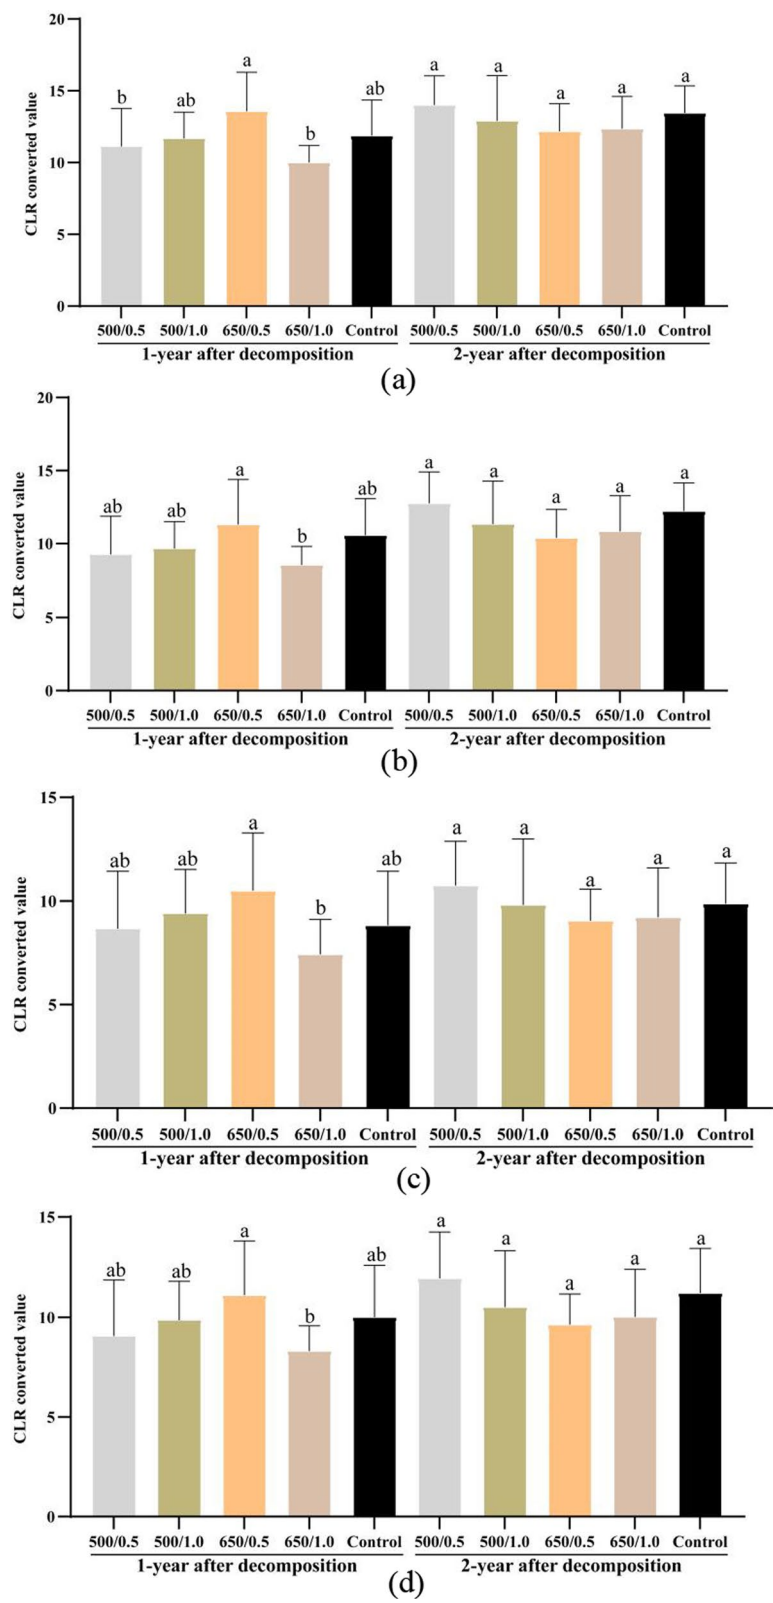 20
15
10
5
0
CLR converted value
b ab a b ab a a a a a
500/0.5 500/1.0 650/0.5 650/1.0 Control 500/0.5 500/1.0 650/0.5 650/1.0 Control
1-year after decomposition 2-year after decomposition
(a)
20
15
10
5
0
CLR converted value
ab ab a b ab a a a a a
500/0.5 500/1.0 650/0.5 650/1.0 Control 500/0.5 500/1.0 650/0.5 650/1.0 Control
1-year after decomposition 2-year after decomposition
(b)
15
10
5
0
CLR converted value
ab ab a b ab a a a a a
500/0.5 500/1.0 650/0.5 650/1.0 Control 500/0.5 500/1.0 650/0.5 650/1.0 Control
1-year after decomposition 2-year after decomposition
(c)
15
10
5
0
CLR converted value
ab ab a b ab a a a a a
500/0.5 500/1.0 650/0.5 650/1.0 Control 500/0.5 500/1.0 650/0.5 650/1.0 Control
1-year after decomposition 2-year after decomposition
(d)